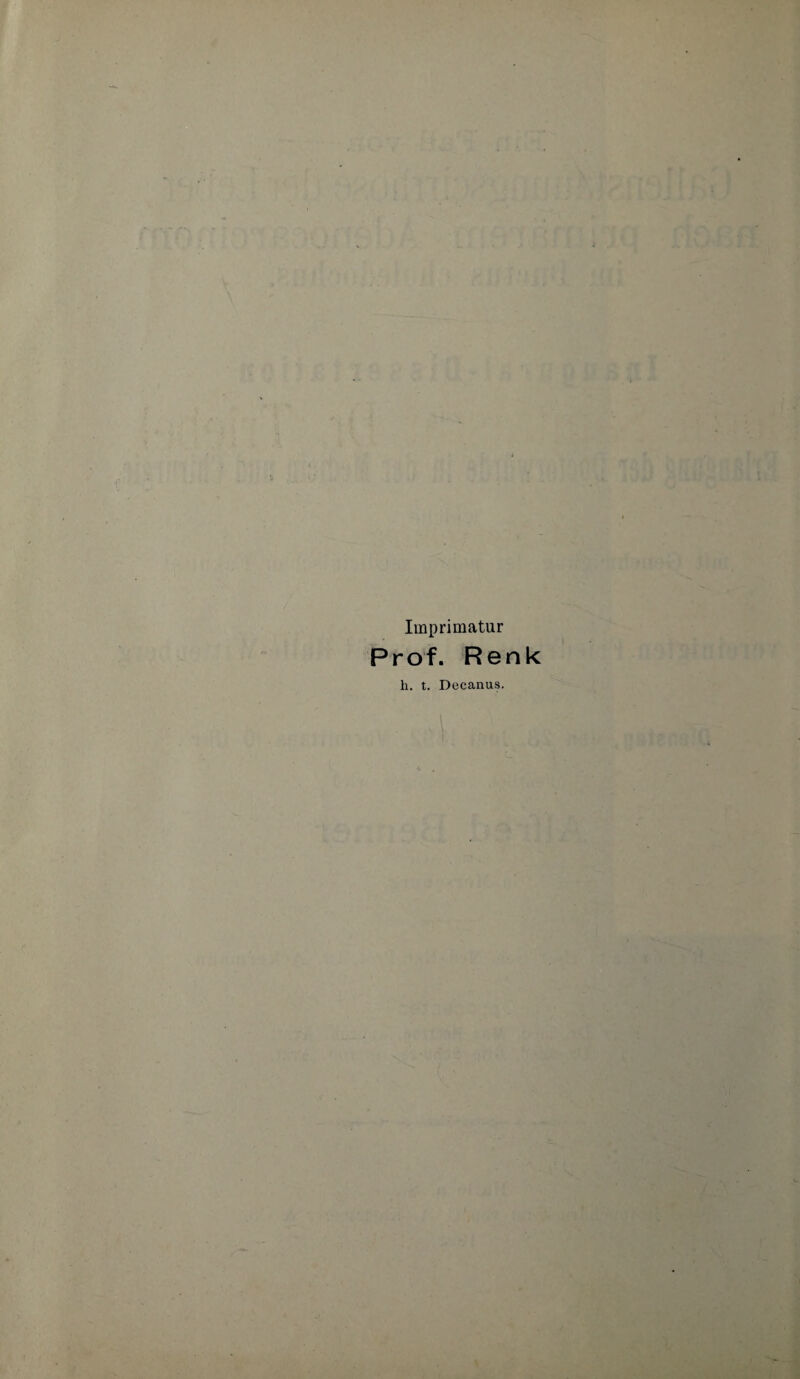 Imprimatur
Prof. Renk
h. t. Decanus.